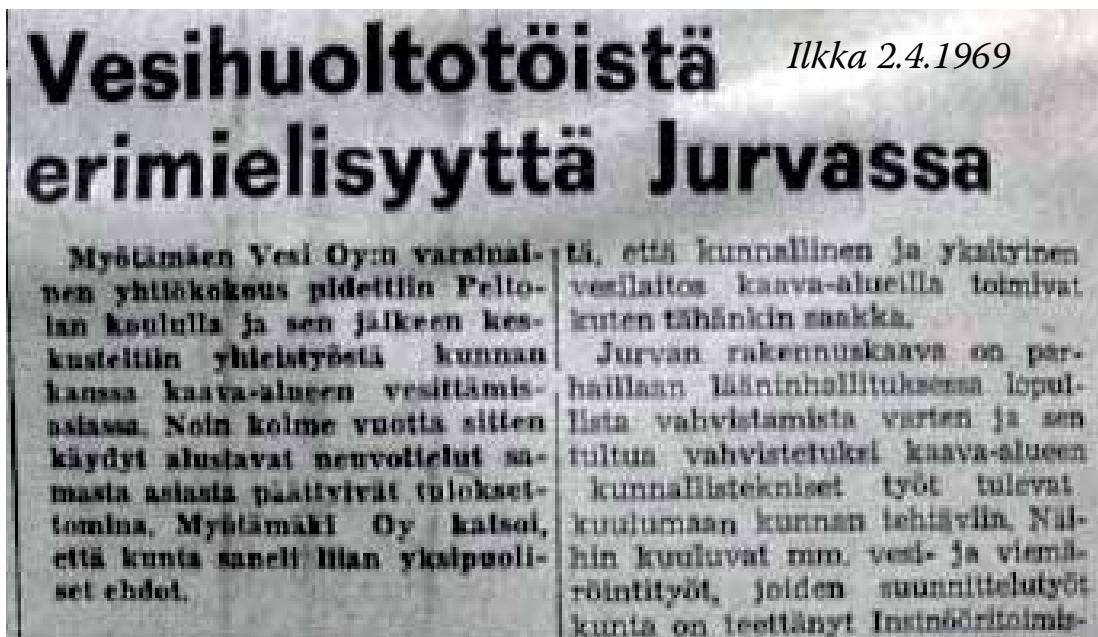 Vesihuoltotöistä
erimielisyyttä Jurvassa
Ilkka 2.4.1969
Myötämäen Vesi Oy:n varsinai-
nen yhtiökokous pidettiin Pelto-
lan koululla ja sen jälkeen kes-
kusteltiin yhteistyöstä kunnan
kanssa kaava-alueen vesittämis-
asiassa. Noin kolme vuotta sitten
käydyt alustavat neuvottelut sa-
masta asiasta päättyivät tulokset-
tomina. Myötämäki Oy katsoi,
että kunta saneli liian yksipuoli-
set ehdot.
tä, että kunnallinen ja yksityinen
vesilaitos kaava-alueilla toimivat
kuten tähänkin saakka.
Jurvan rakennuskaava on par-
haillaan lääninhallituksessa lopul-
lista vahvistamista varten ja sen
tultua vahvistetuksi kaava-alueen
kunnallistekniset työt tulevat
kuulumaan kunnan tehtäviin. Näi-
hin kuuluvat mm. vesi- ja viemä-
röintityöt, joiden suunnittelutyöt
kunta on teettänyt Insinööritoimis-